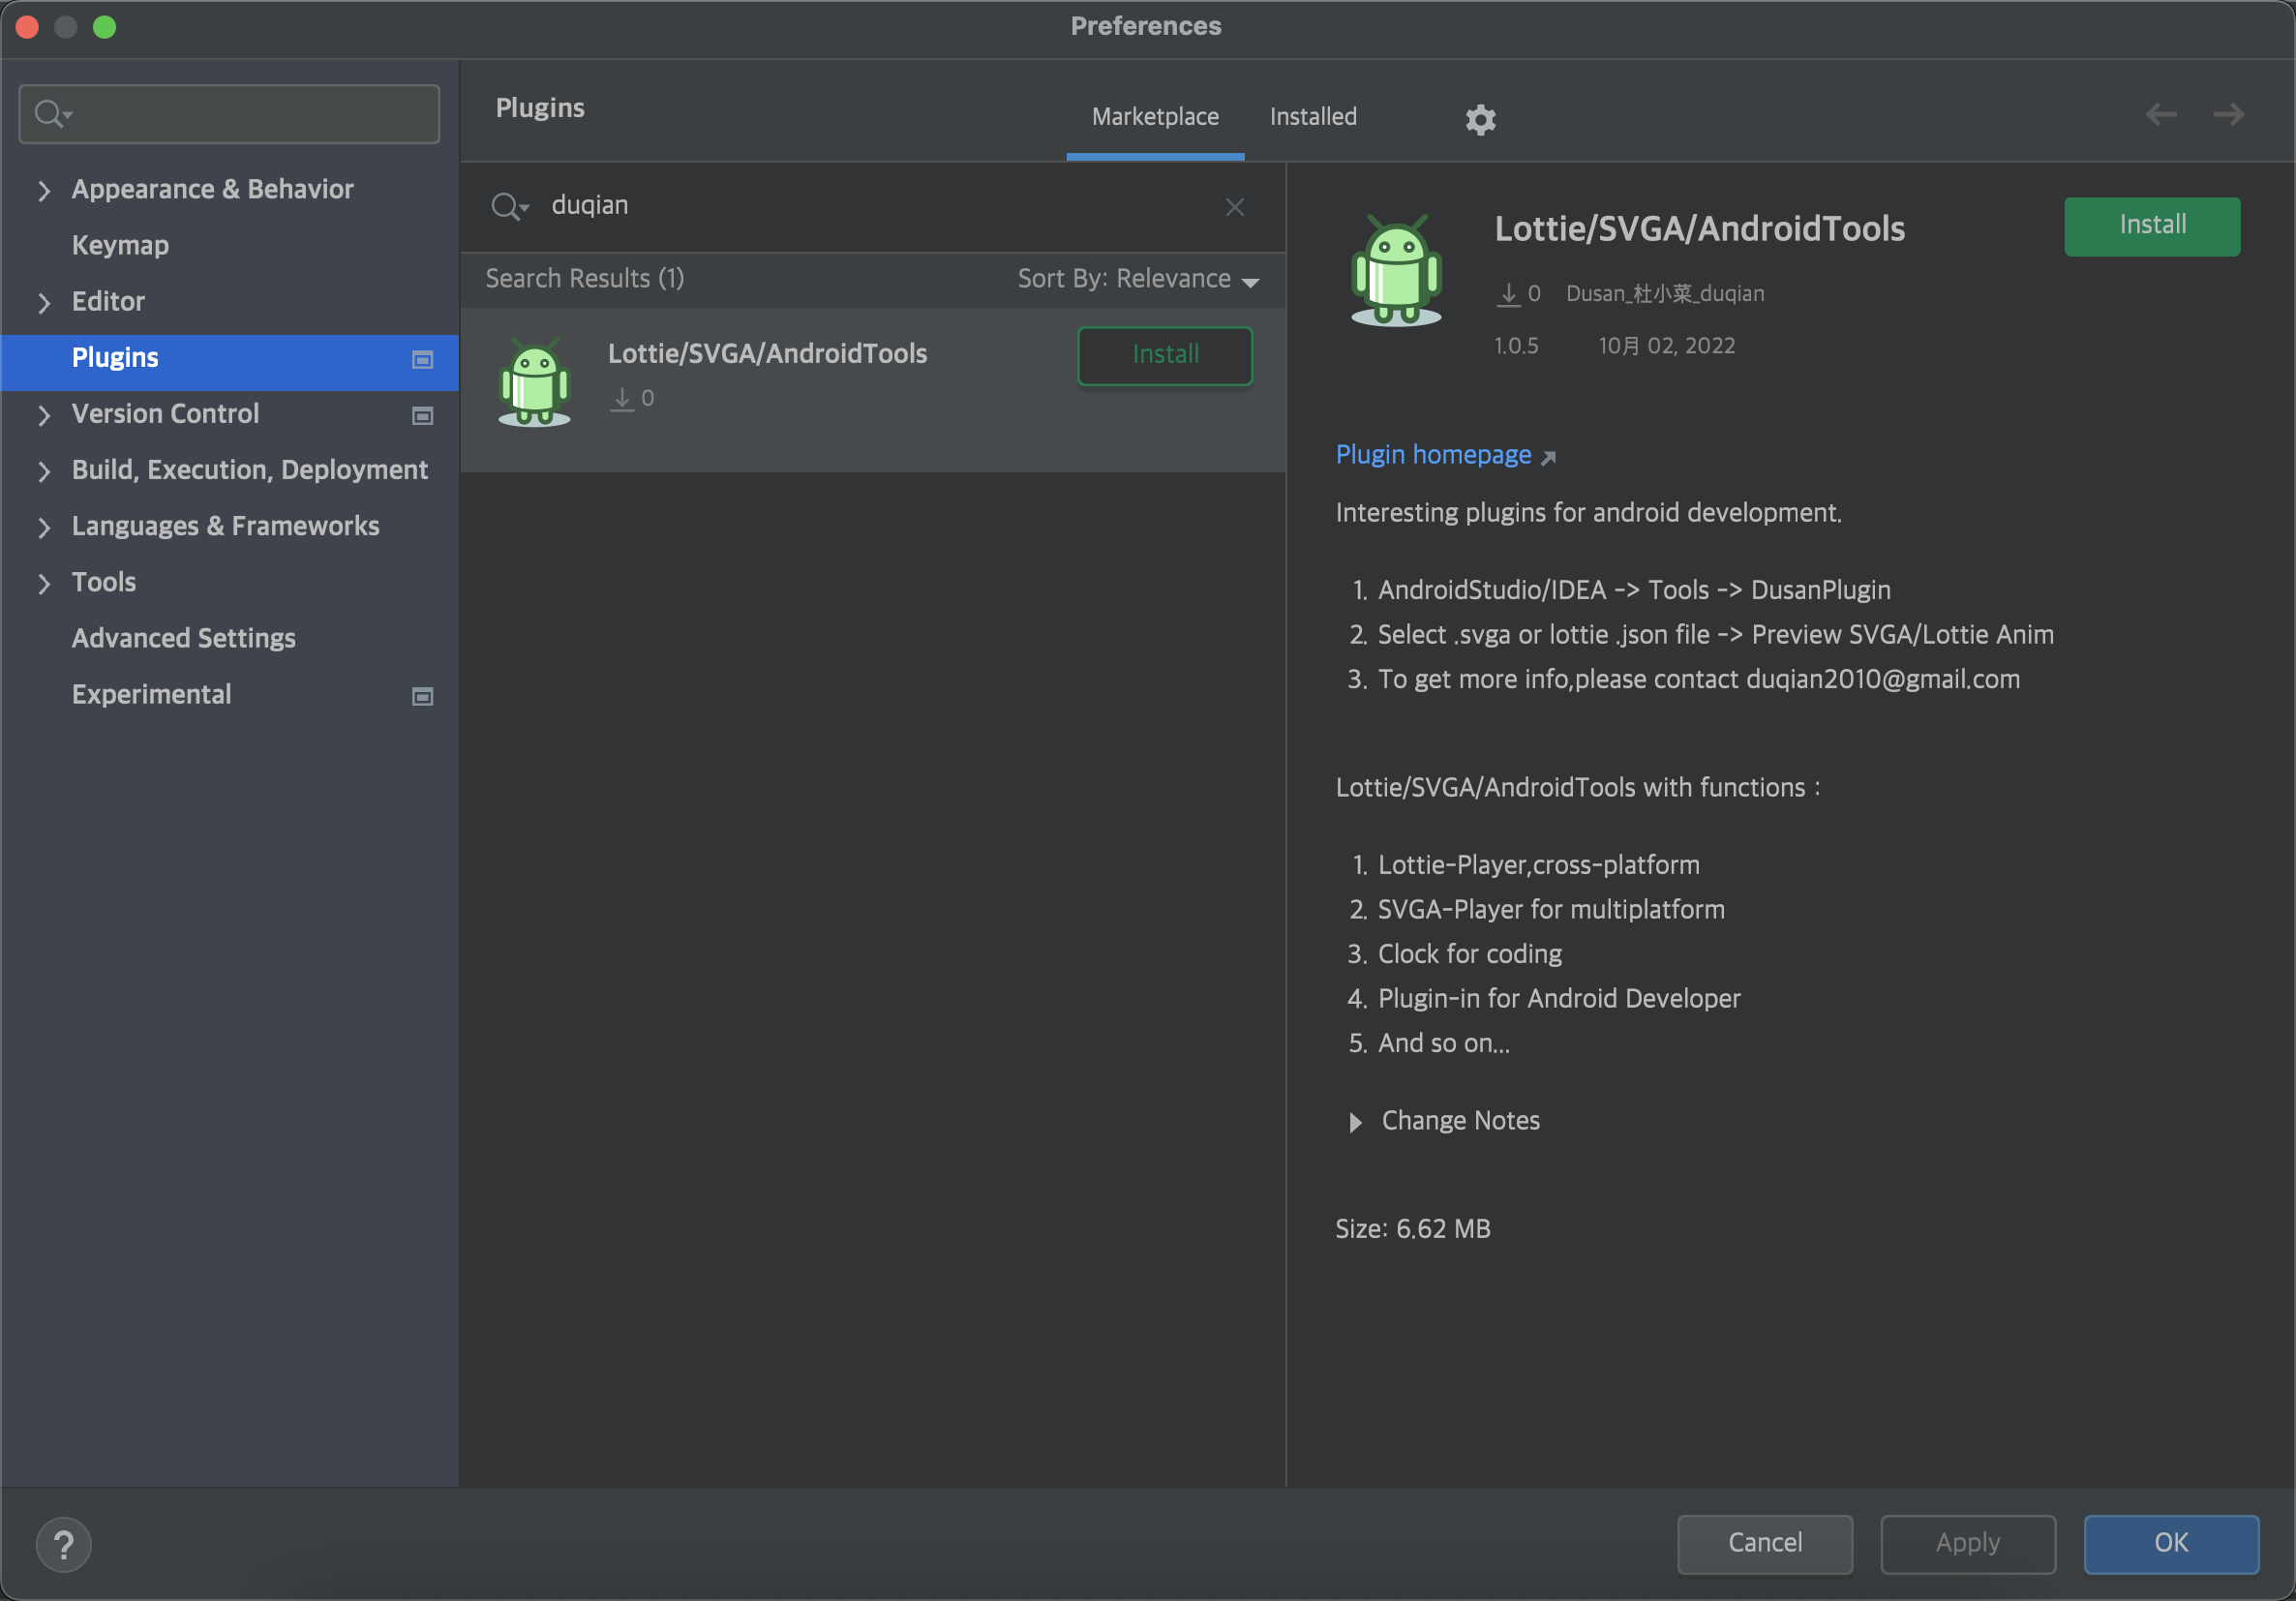 Preferences
Appearance & Behavior
Keymap
Editor
Plugins
Version Control
Build, Execution, Deployment
Languages & Frameworks
Tools
Advanced Settings
Experimental
Plugins
Marketplace
Installed
duqian
Search Results (1)
Sort By: Relevance
Lottie/SVGA/AndroidTools
0
Install
Lottie/SVGA/AndroidTools
Install
0 Dusan_杜小菜_duqian
1.0.5 10月 02, 2022
Plugin homepage
Interesting plugins for android development.
1. AndroidStudio/IDEA -> Tools -> DusanPlugin
2. Select .svga or lottie .json file -> Preview SVGA/Lottie Anim
3. To get more info,please contact duqian2010@gmail.com
Lottie/SVGA/AndroidTools with functions :
1. Lottie-Player,cross-platform
2. SVGA-Player for multiplatform
3. Clock for coding
4. Plugin-in for Android Developer
5. And so on...
Change Notes
Size: 6.62 MB
?
Cancel
Apply
OK